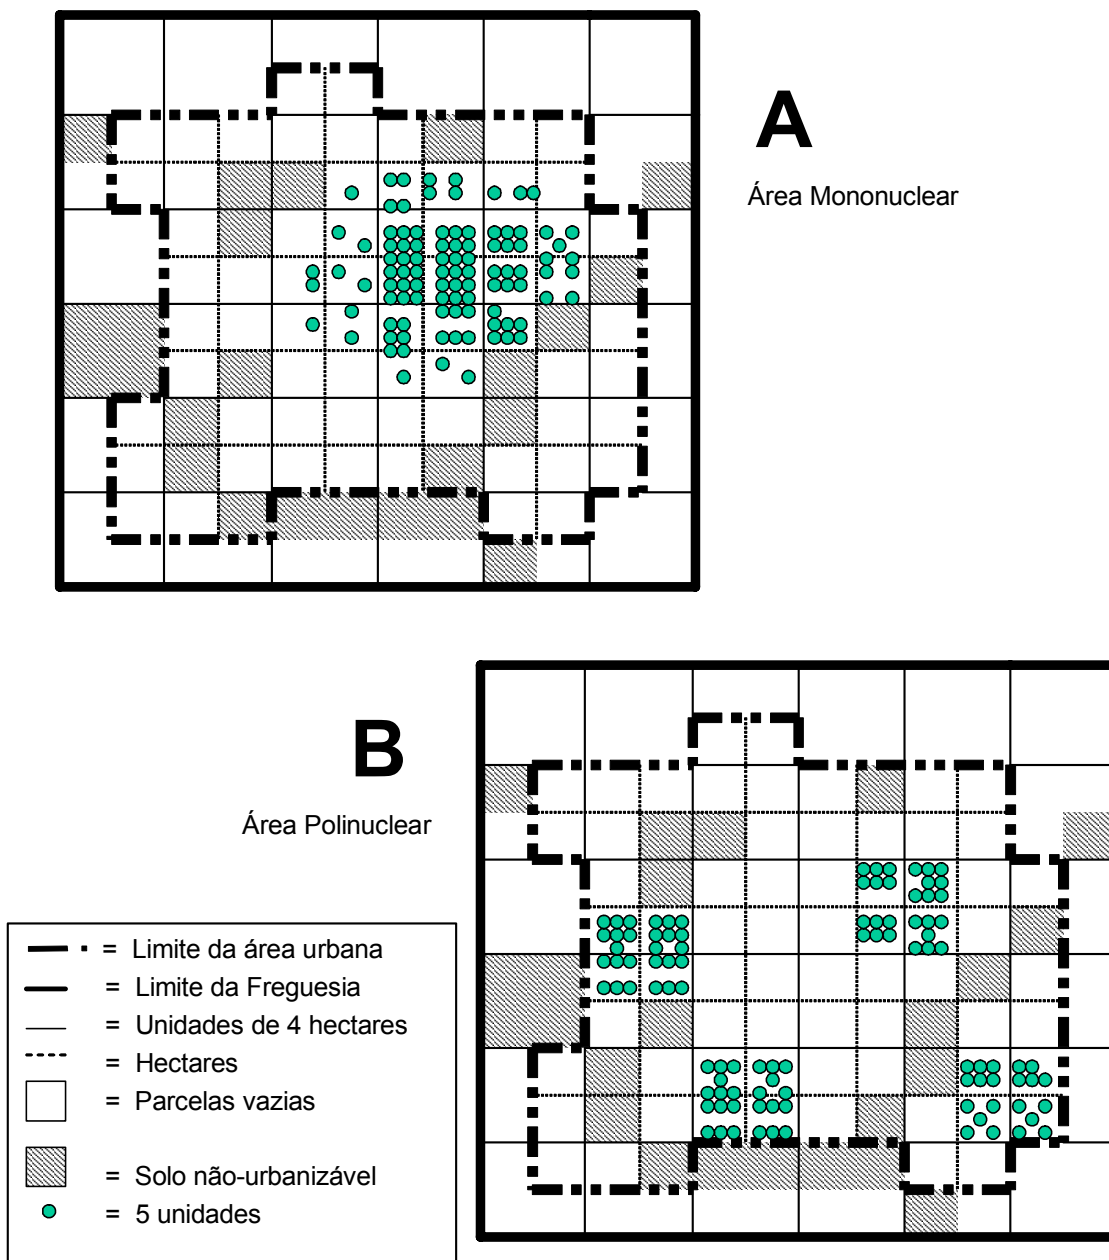 A
Área Mononuclear
B
Área Polinuclear
= Limite da área urbana
= Limite da Freguesia
= Unidades de 4 hectares
= Hectares
= Parcelas vazias
= Solo não-urbanizável
= 5 unidades